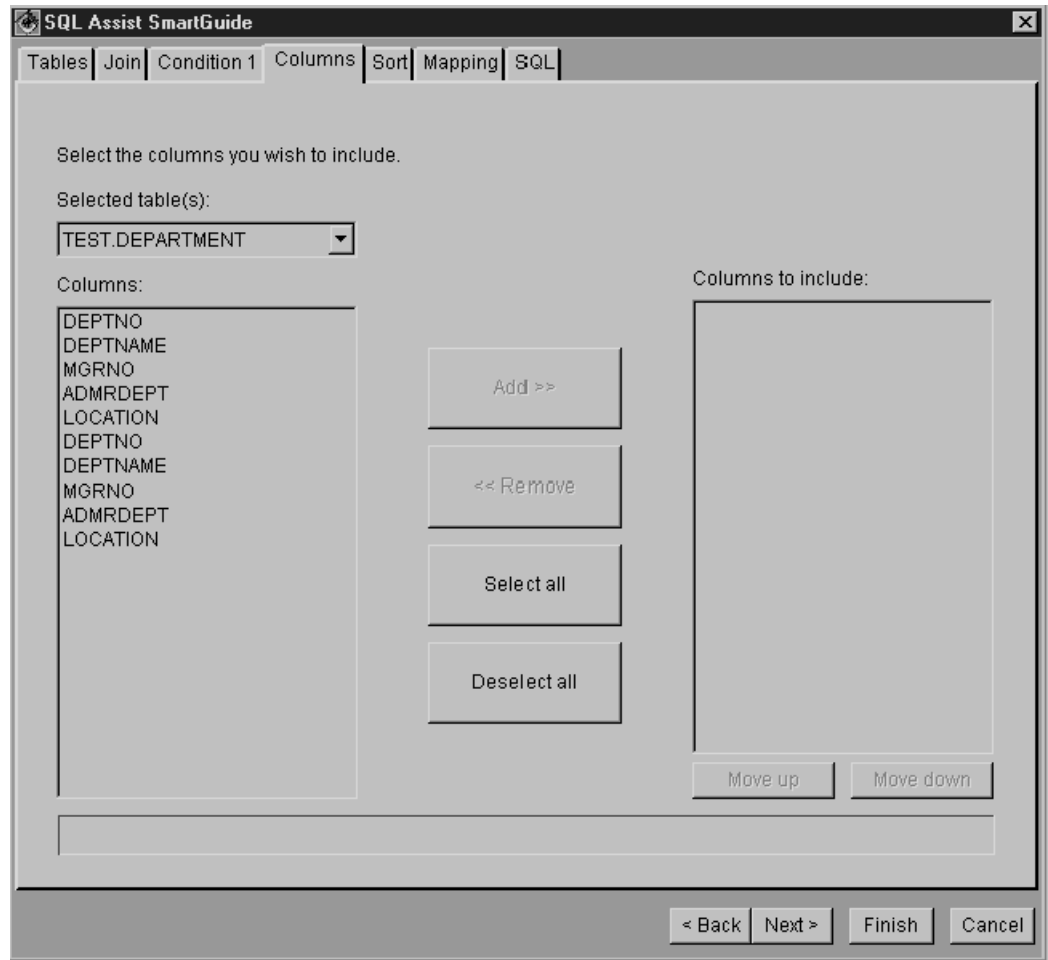 SQL Assist SmartGuide
Tables Join Condition 1 Columns Sort Mapping SQL
Select the columns you wish to include.
Selected table(s):
TEST.DEPARTMENT
Columns:
DEPTNO
DEPTNAME
MGRNO
ADMRDEPT
LOCATION
DEPTNO
DEPTNAME
MGRNO
ADMRDEPT
LOCATION
Add >>
<< Remove
Select all
Deselect all
Columns to include:
Move up Move down
< Back Next > Finish Cancel